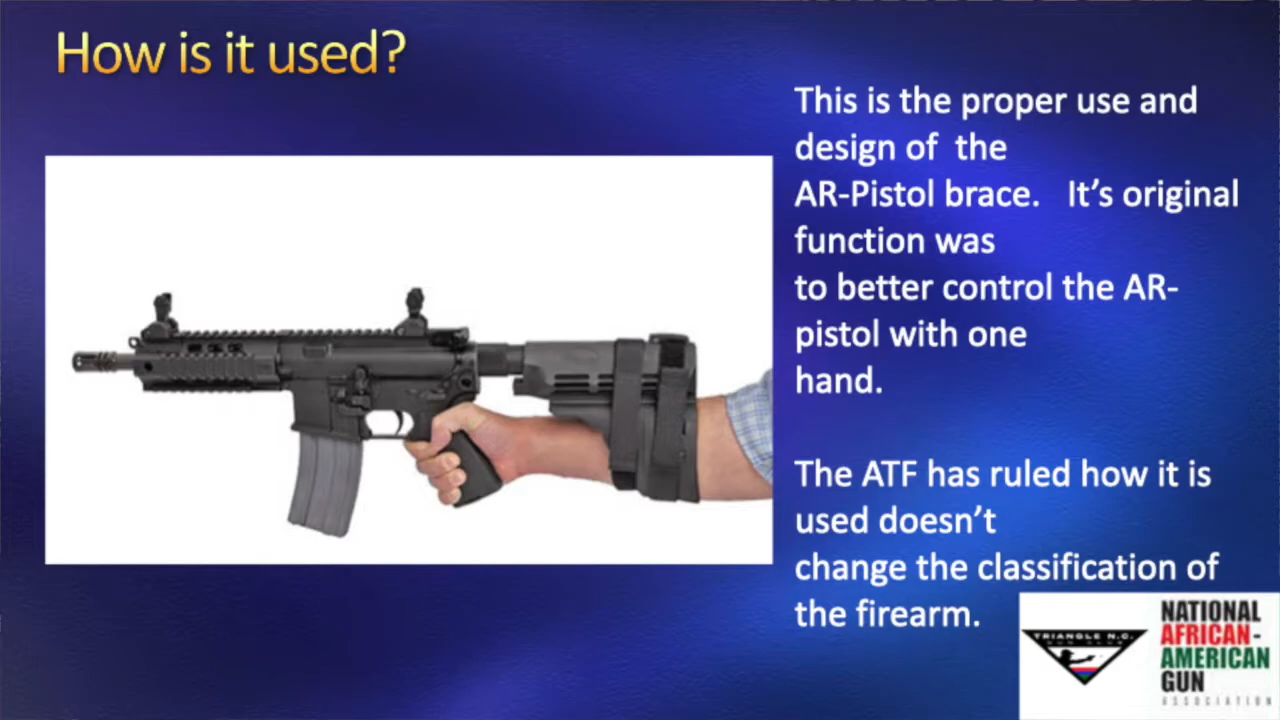 How is it used?
This is the proper use and
design of  the
AR-Pistol brace.   It’s original
function was
to better control the AR-
pistol with one
hand.
The ATF has ruled how it is
used doesn’t
change the classification of
the firearm.
TRIANGLE N.C.
GUN CLUB
NATIONAL
AFRICAN-
AMERICAN
GUN
ASSOCIATION